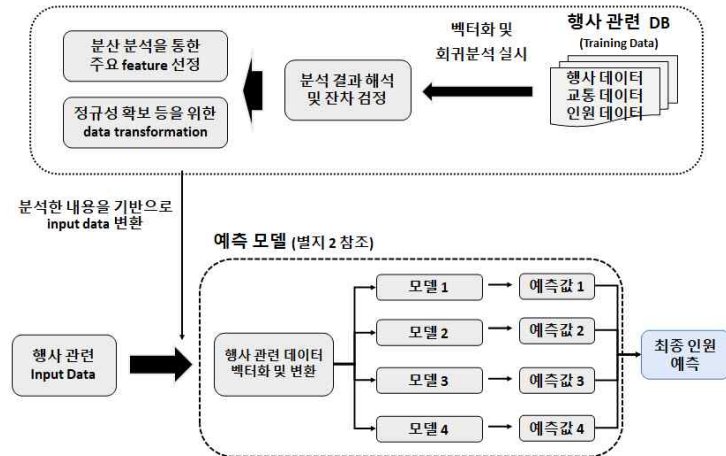 행사 관련 DB
(Training Data)
행사 데이터
교통 데이터
인원 데이터
벡터화 및
회귀분석 실시
분석 결과 해석
및 잔차 검정
분산 분석을 통한
주요 feature 선정
정규성 확보 등을 위한
data transformation
분석한 내용을 기반으로
input data 변환
예측 모델 (별지 2 참조)
행사 관련
Input Data
행사 관련 데이터
벡터화 및 변환
모델 1
예측값 1
모델 2
예측값 2
모델 3
예측값 3
모델 4
예측값 4
최종 인원
예측